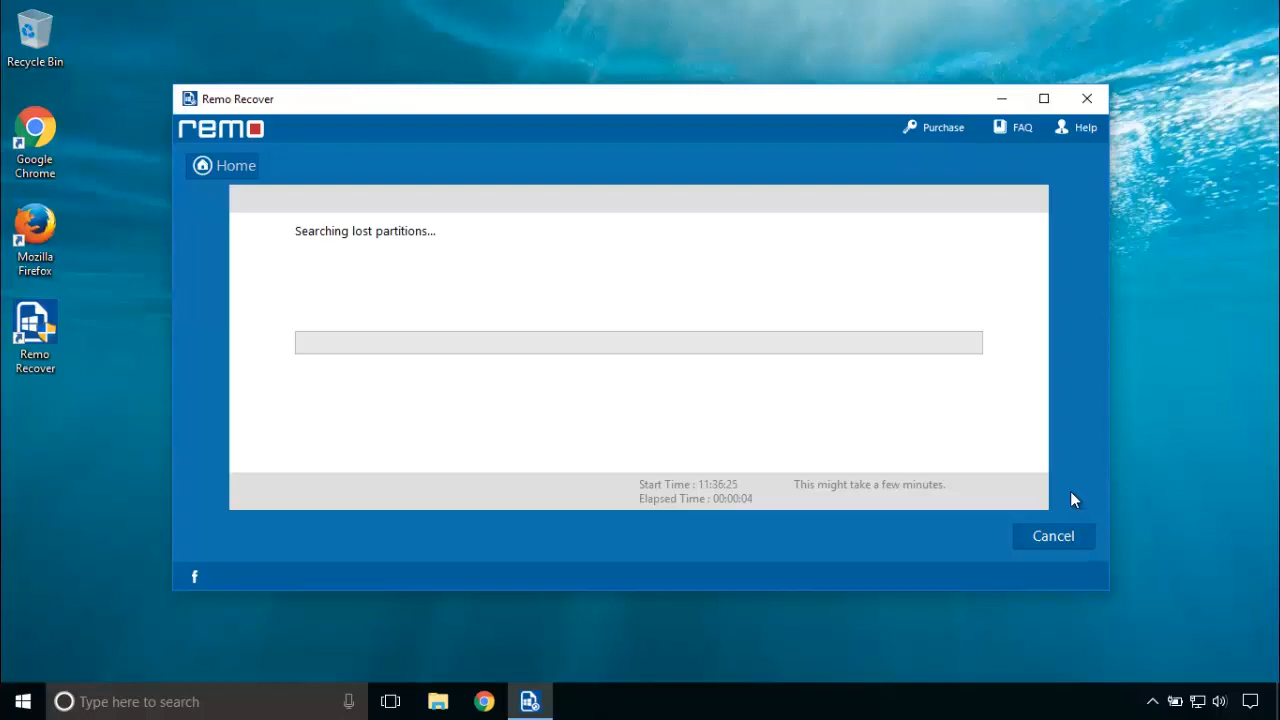 Recycle Bin
Google
Chrome
Mozilla
Firefox
Remo
Recover
Remo Recover
remo
Purchase
FAQ
Help
Home
Searching lost partitions...
Start Time : 11:36:25
This might take a few minutes.
Elapsed Time : 00:00:04
Cancel
f
Type here to search